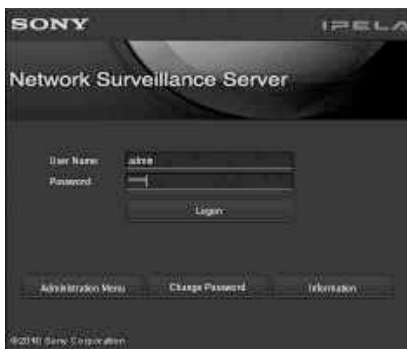 SONY
IPELA
Network Surveillance Server
User Name:
admin
Password:
Logon
Administration Menu
Change Password
Information
©2010 Sony Corporation